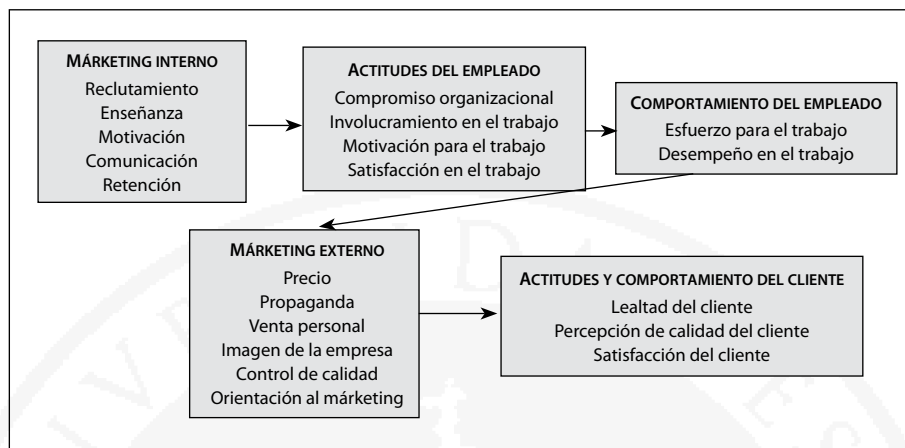 MÁRKETING INTERNO
Reclutamiento
Enseñanza
Motivación
Comunicación
Retención
ACTITUDES DEL EMPLEADO
Compromiso organizacional
Involucramiento en el trabajo
Motivación para el trabajo
Satisfacción en el trabajo
COMPORTAMIENTO DEL EMPLEADO
Esfuerzo para el trabajo
Desempeño en el trabajo
MÁRKETING EXTERNO
Precio
Propaganda
Venta personal
Imagen de la empresa
Control de calidad
Orientación al márketing
ACTITUDES Y COMPORTAMIENTO DEL CLIENTE
Lealtad del cliente
Percepción de calidad del cliente
Satisfacción del cliente